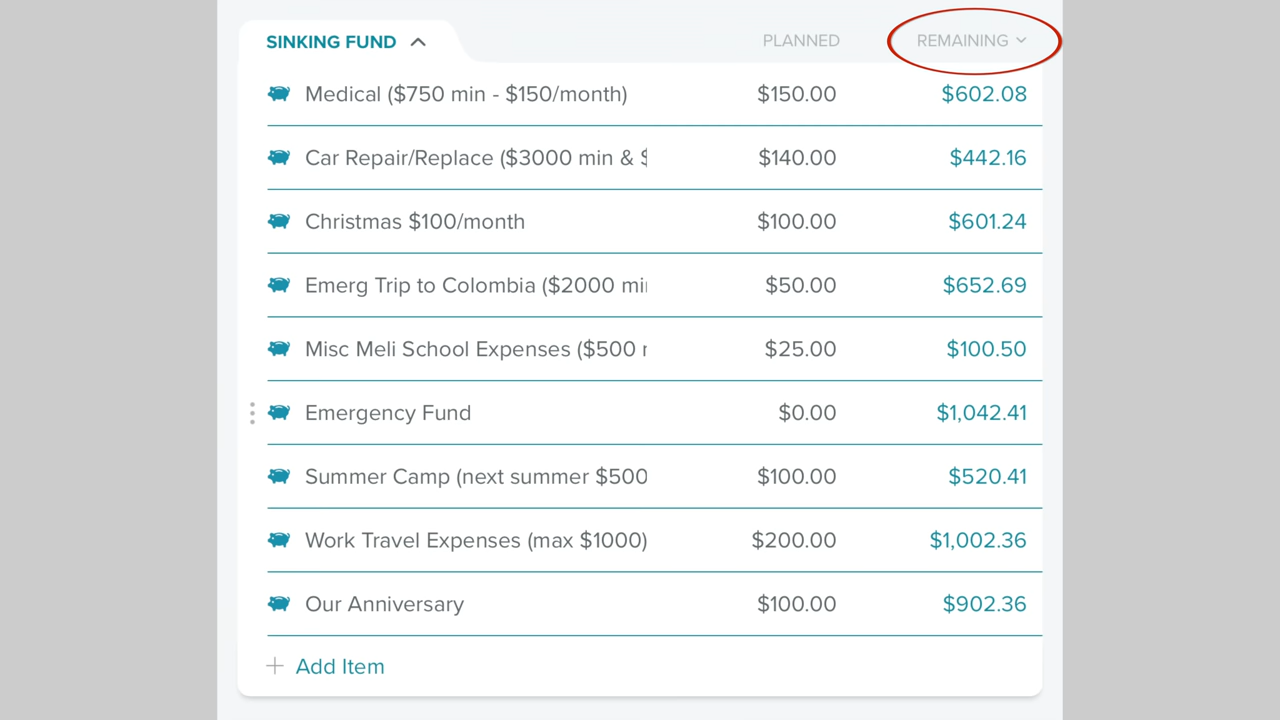 SINKING FUND PLANNED REMAINING
Medical ($750 min - $150/month) $150.00 $602.08
Car Repair/Replace ($3000 min & $ $140.00 $442.16
Christmas $100/month $100.00 $601.24
Emerg Trip to Colombia ($2000 min $50.00 $652.69
Misc Meli School Expenses ($500 $25.00 $100.50
Emergency Fund $0.00 $1,042.41
Summer Camp (next summer $500 $100.00 $520.41
Work Travel Expenses (max $1000) $200.00 $1,002.36
Our Anniversary $100.00 $902.36
+ Add Item